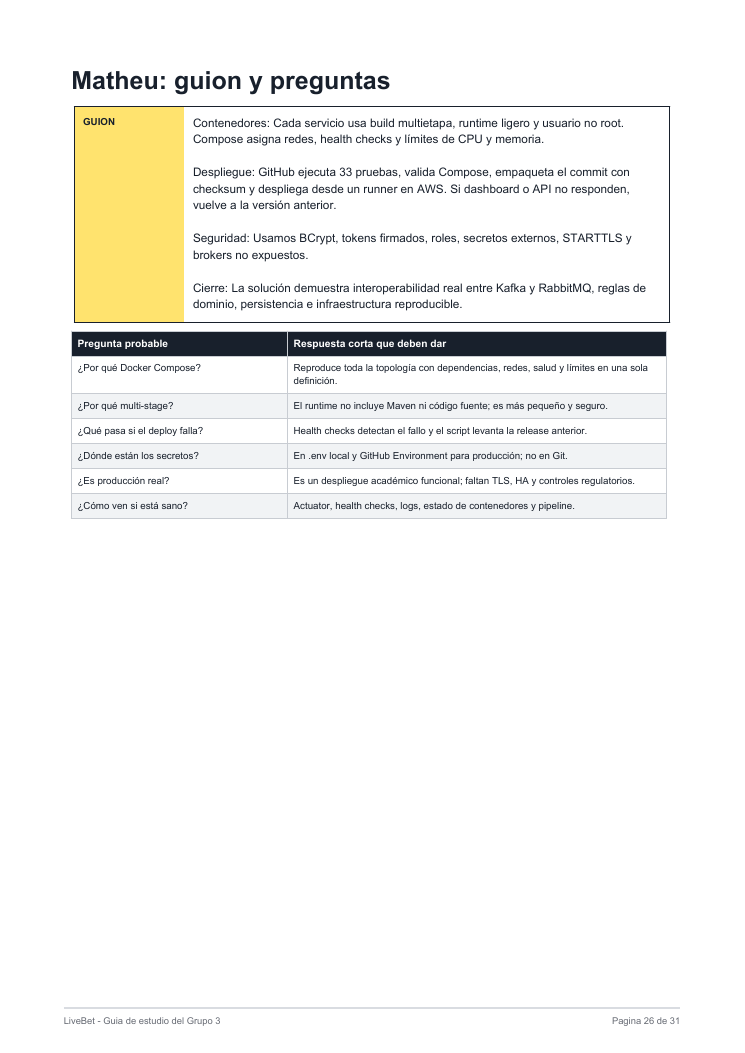 Matheu: guion y preguntas
GUION
Contenedores: Cada servicio usa build multietapa, runtime ligero y usuario no root.
Compose asigna redes, health checks y límites de CPU y memoria.
Despliegue: GitHub ejecuta 33 pruebas, valida Compose, empaqueta el commit con
checksum y despliega desde un runner en AWS. Si dashboard o API no responden,
vuelve a la versión anterior.
Seguridad: Usamos BCrypt, tokens firmados, roles, secretos externos, STARTTLS y
brokers no expuestos.
Cierre: La solución demuestra interoperabilidad real entre Kafka y RabbitMQ, reglas de
dominio, persistencia e infraestructura reproducible.
Pregunta probable
Respuesta corta que deben dar
¿Por qué Docker Compose?
Reproduce toda la topología con dependencias, redes, salud y límites en una sola
definición.
¿Por qué multi-stage?
El runtime no incluye Maven ni código fuente; es más pequeño y seguro.
¿Qué pasa si el deploy falla?
Health checks detectan el fallo y el script levanta la release anterior.
¿Dónde están los secretos?
En .env local y GitHub Environment para producción; no en Git.
¿Es producción real?
Es un despliegue académico funcional; faltan TLS, HA y controles regulatorios.
¿Cómo ven si está sano?
Actuator, health checks, logs, estado de contenedores y pipeline.
LiveBet - Guia de estudio del Grupo 3
Pagina 26 de 31